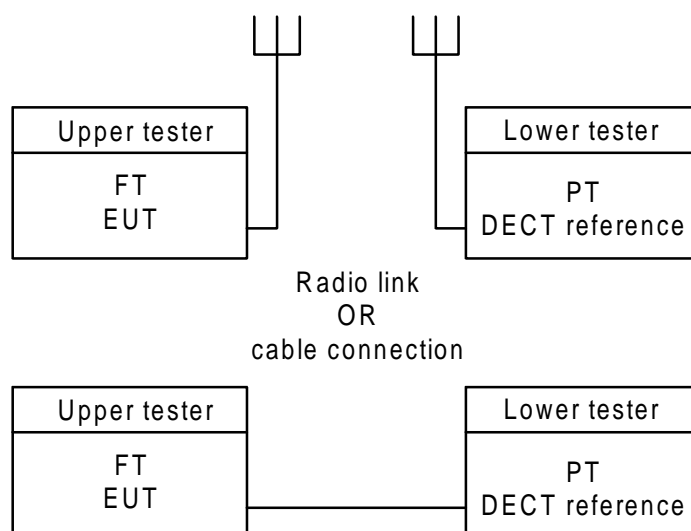 Upper tester
FT
EUT
Lower tester
PT
DECT reference
Radio link
OR
cable connection
Upper tester
FT
EUT
Lower tester
PT
DECT reference